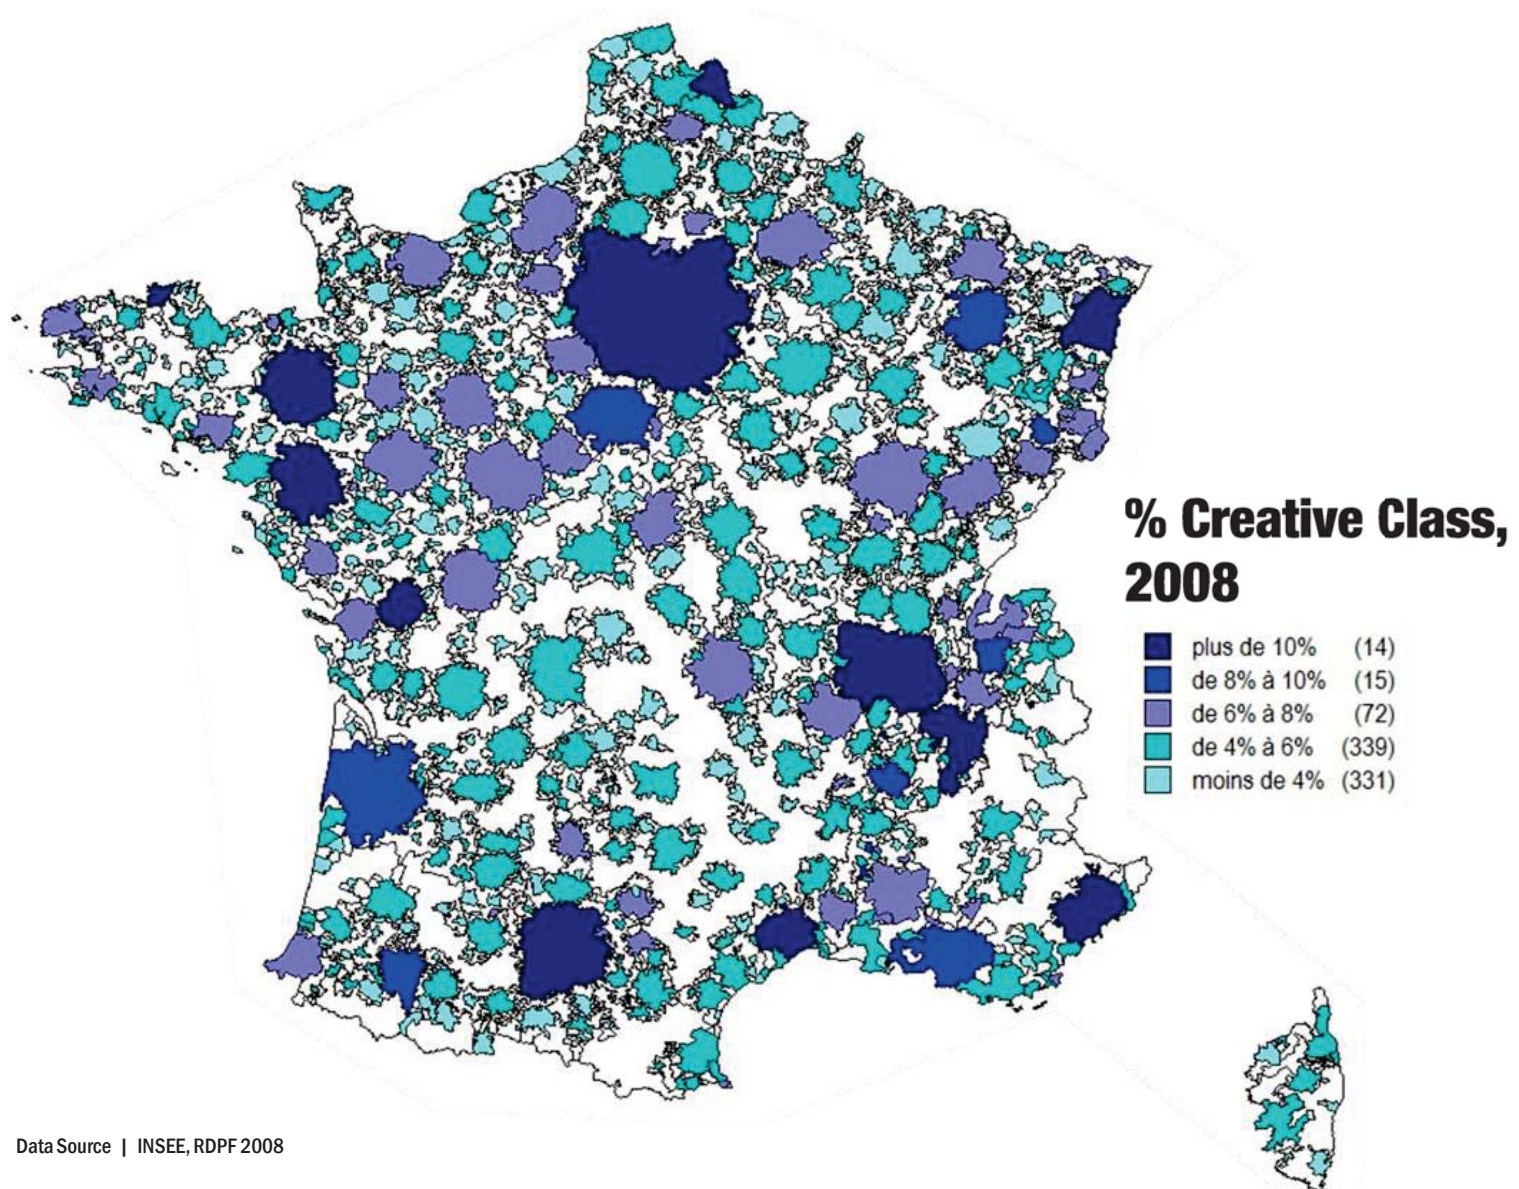 % Creative Class,
2008
plus de 10% (14)
de 8% à 10% (15)
de 6% à 8% (72)
de 4% à 6% (339)
moins de 4% (331)
Data Source | INSEE, RDPF 2008